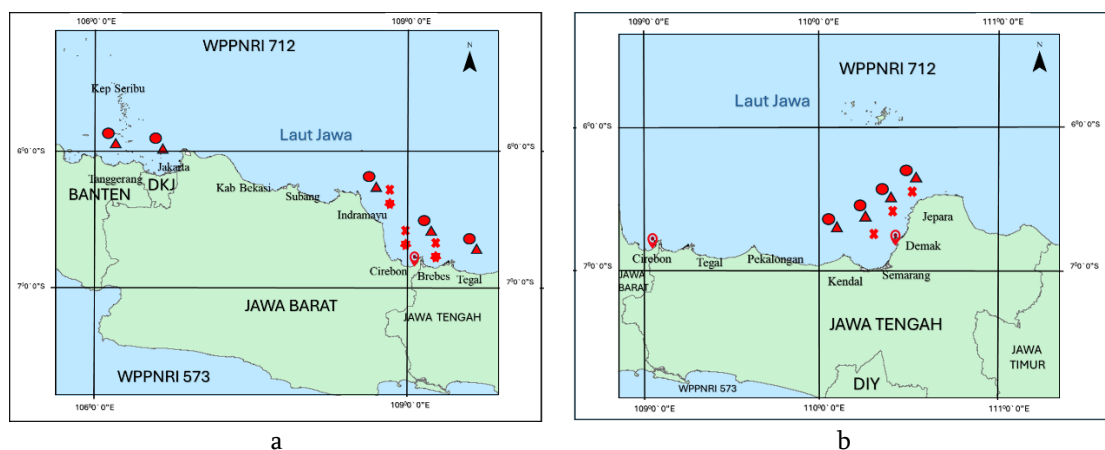 106°0' 0"E
109°0' 0"E
WPPNRI 712
N
Kep Seribu
Laut Jawa
6°0' 0"S
6°0' 0"S
Jakarta
Tanggerang
DKJ
BANTEN
Kab Bekasi
Subang
Indramayu
Cirebon
Brebes
Tegal
7°0' 0"S
7°0' 0"S
JAWA BARAT
JAWA TENGAH
WPPNRI 573
106°0' 0"E
109°0' 0"E
a
109°0' 0"E
110°0' 0"E
111°0' 0"E
N
WPPNRI 712
Laut Jawa
6°0' 0"S
6°0' 0"S
Jepara
Demak
Cirebon
Tegal
Pekalongan
Semarang
Kendal
7°0' 0"S
7°0' 0"S
JAWA
BARAT
JAWA TENGAH
JAWA
TIMUR
DIY
WPPNRI 573
109°0' 0"E
110°0' 0"E
111°0' 0"E
b